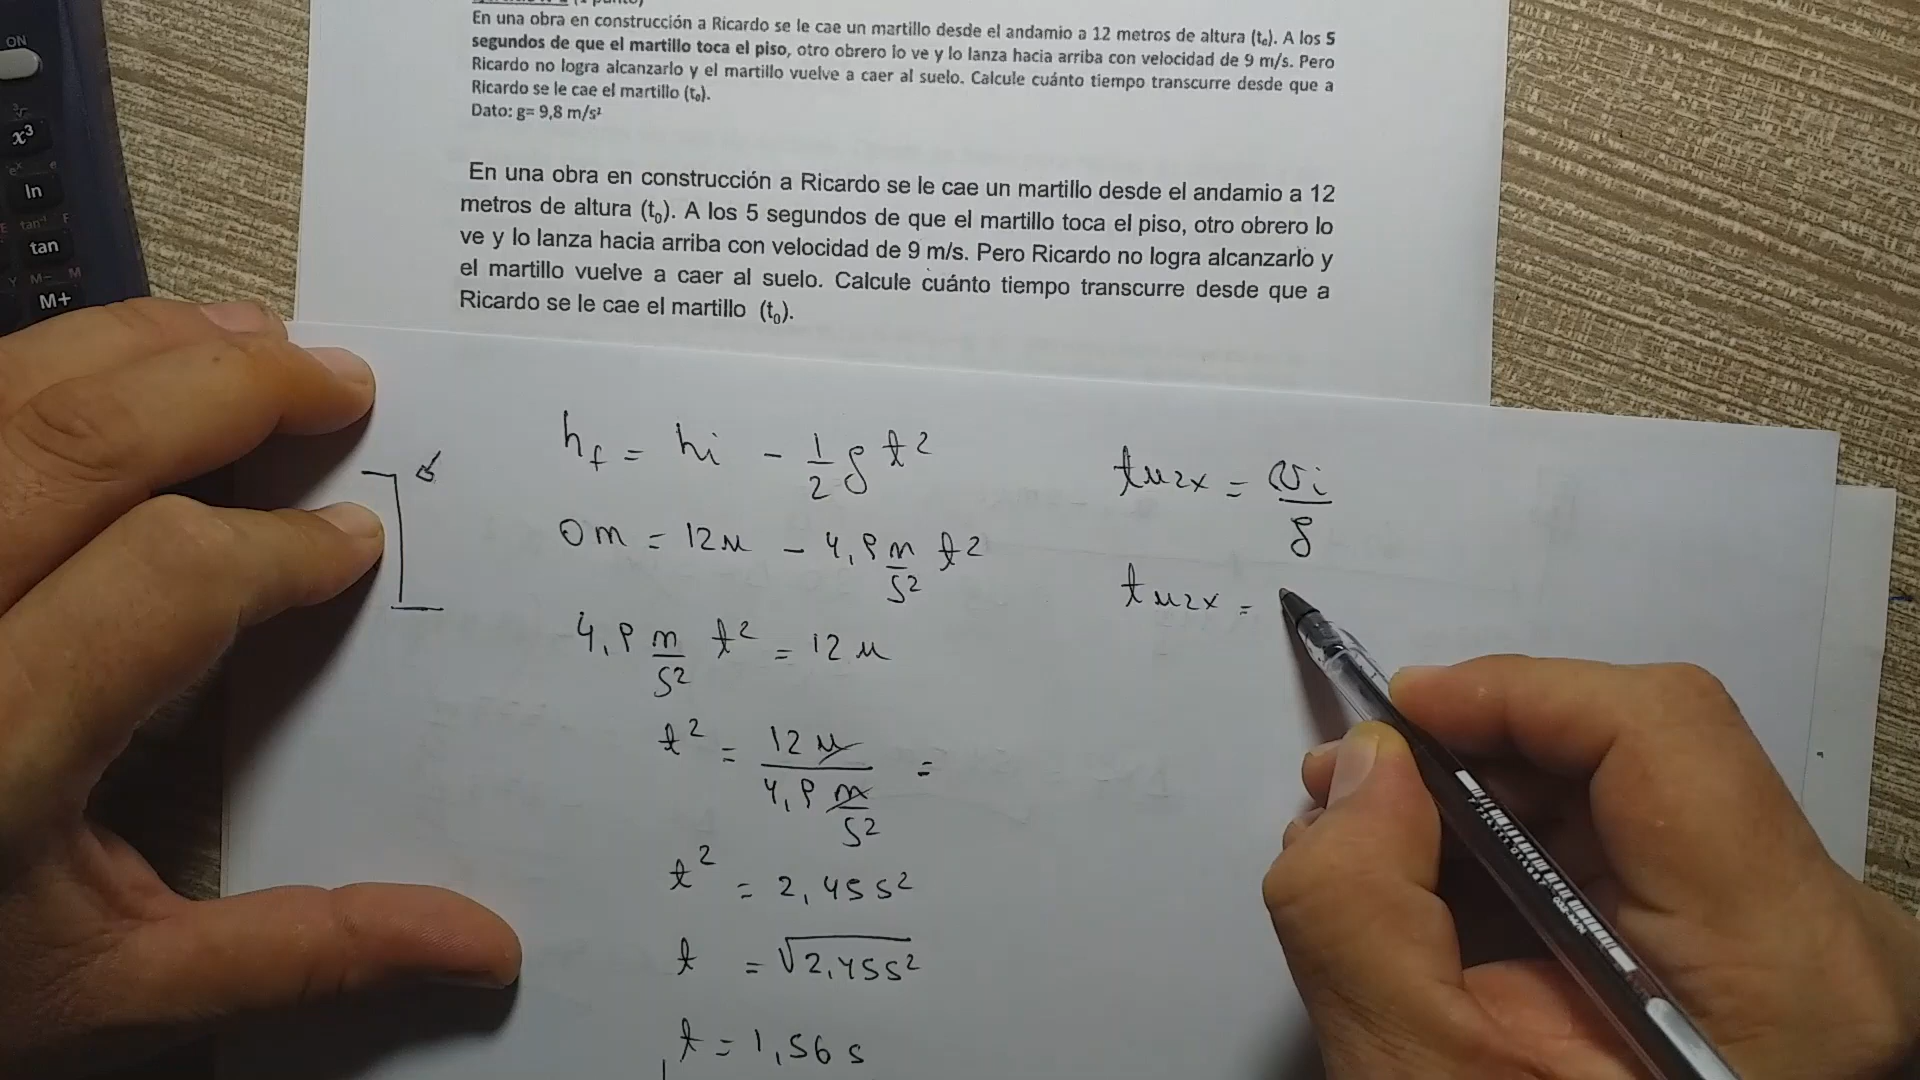 En una obra en construcción a Ricardo se le cae un martillo desde el andamio a 12 metros de altura (t₀). A los 5
segundos de que el martillo toca el piso, otro obrero lo ve y lo lanza hacia arriba con velocidad de 9 m/s. Pero
Ricardo no logra alcanzarlo y el martillo vuelve a caer al suelo. Calcule cuánto tiempo transcurre desde que a
Ricardo se le cae el martillo (t₀).
Dato: g= 9,8 m/s²
En una obra en construcción a Ricardo se le cae un martillo desde el andamio a 12
metros de altura (t₀). A los 5 segundos de que el martillo toca el piso, otro obrero lo
ve y lo lanza hacia arriba con velocidad de 9 m/s. Pero Ricardo no logra alcanzarlo y
el martillo vuelve a caer al suelo. Calcule cuánto tiempo transcurre desde que a
Ricardo se le cae el martillo (t₀).
hf = hi - 1/2 g t²
0m = 12m - 4,9 m/s² t²
4,9 m/s² t² = 12 m
t² = 12 m / 4,9 m/s² =
t² = 2,45 s²
t = √2,45 s²
t = 1,56 s
tmax = vi/g
tmax =
ON
x³
ln
tan⁻¹
tan
M-
M
M+